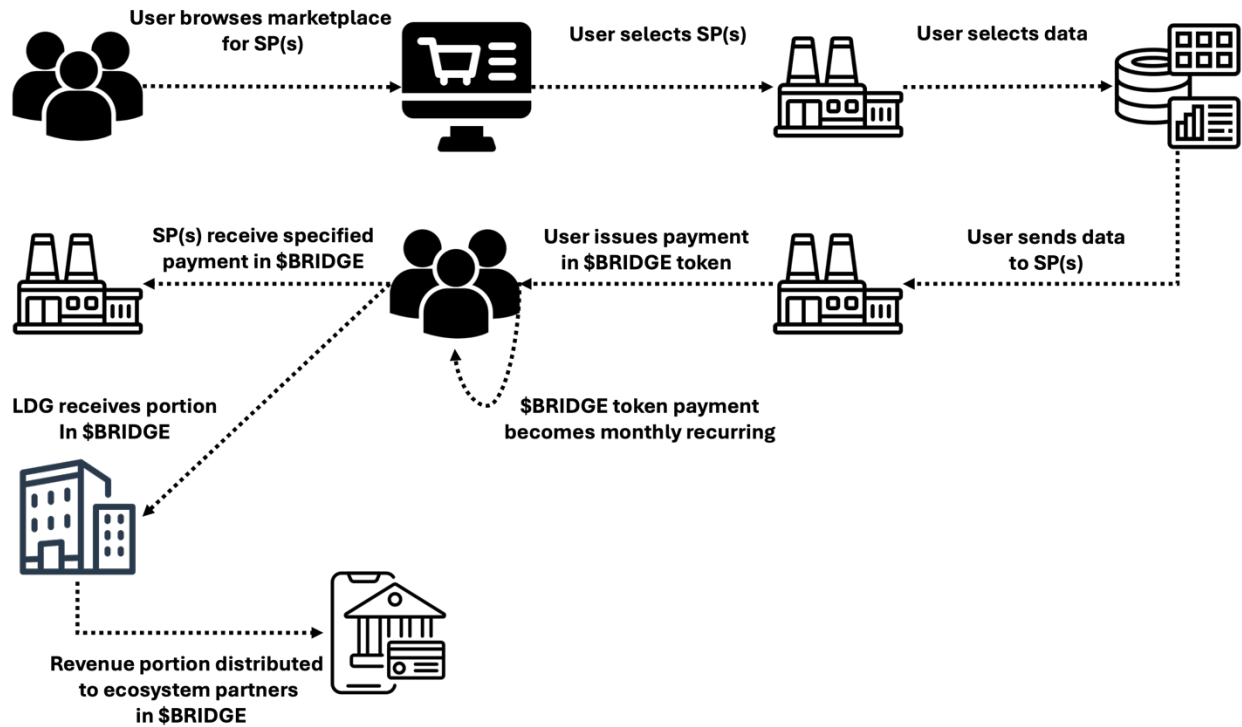 User browses marketplace
for SP(s)
User selects SP(s)
User selects data
SP(s) receive specified
payment in $BRIDGE
User issues payment
in $BRIDGE token
User sends data
to SP(s)
LDG receives portion
In $BRIDGE
$BRIDGE token payment
becomes monthly recurring
Revenue portion distributed
to ecosystem partners
in $BRIDGE